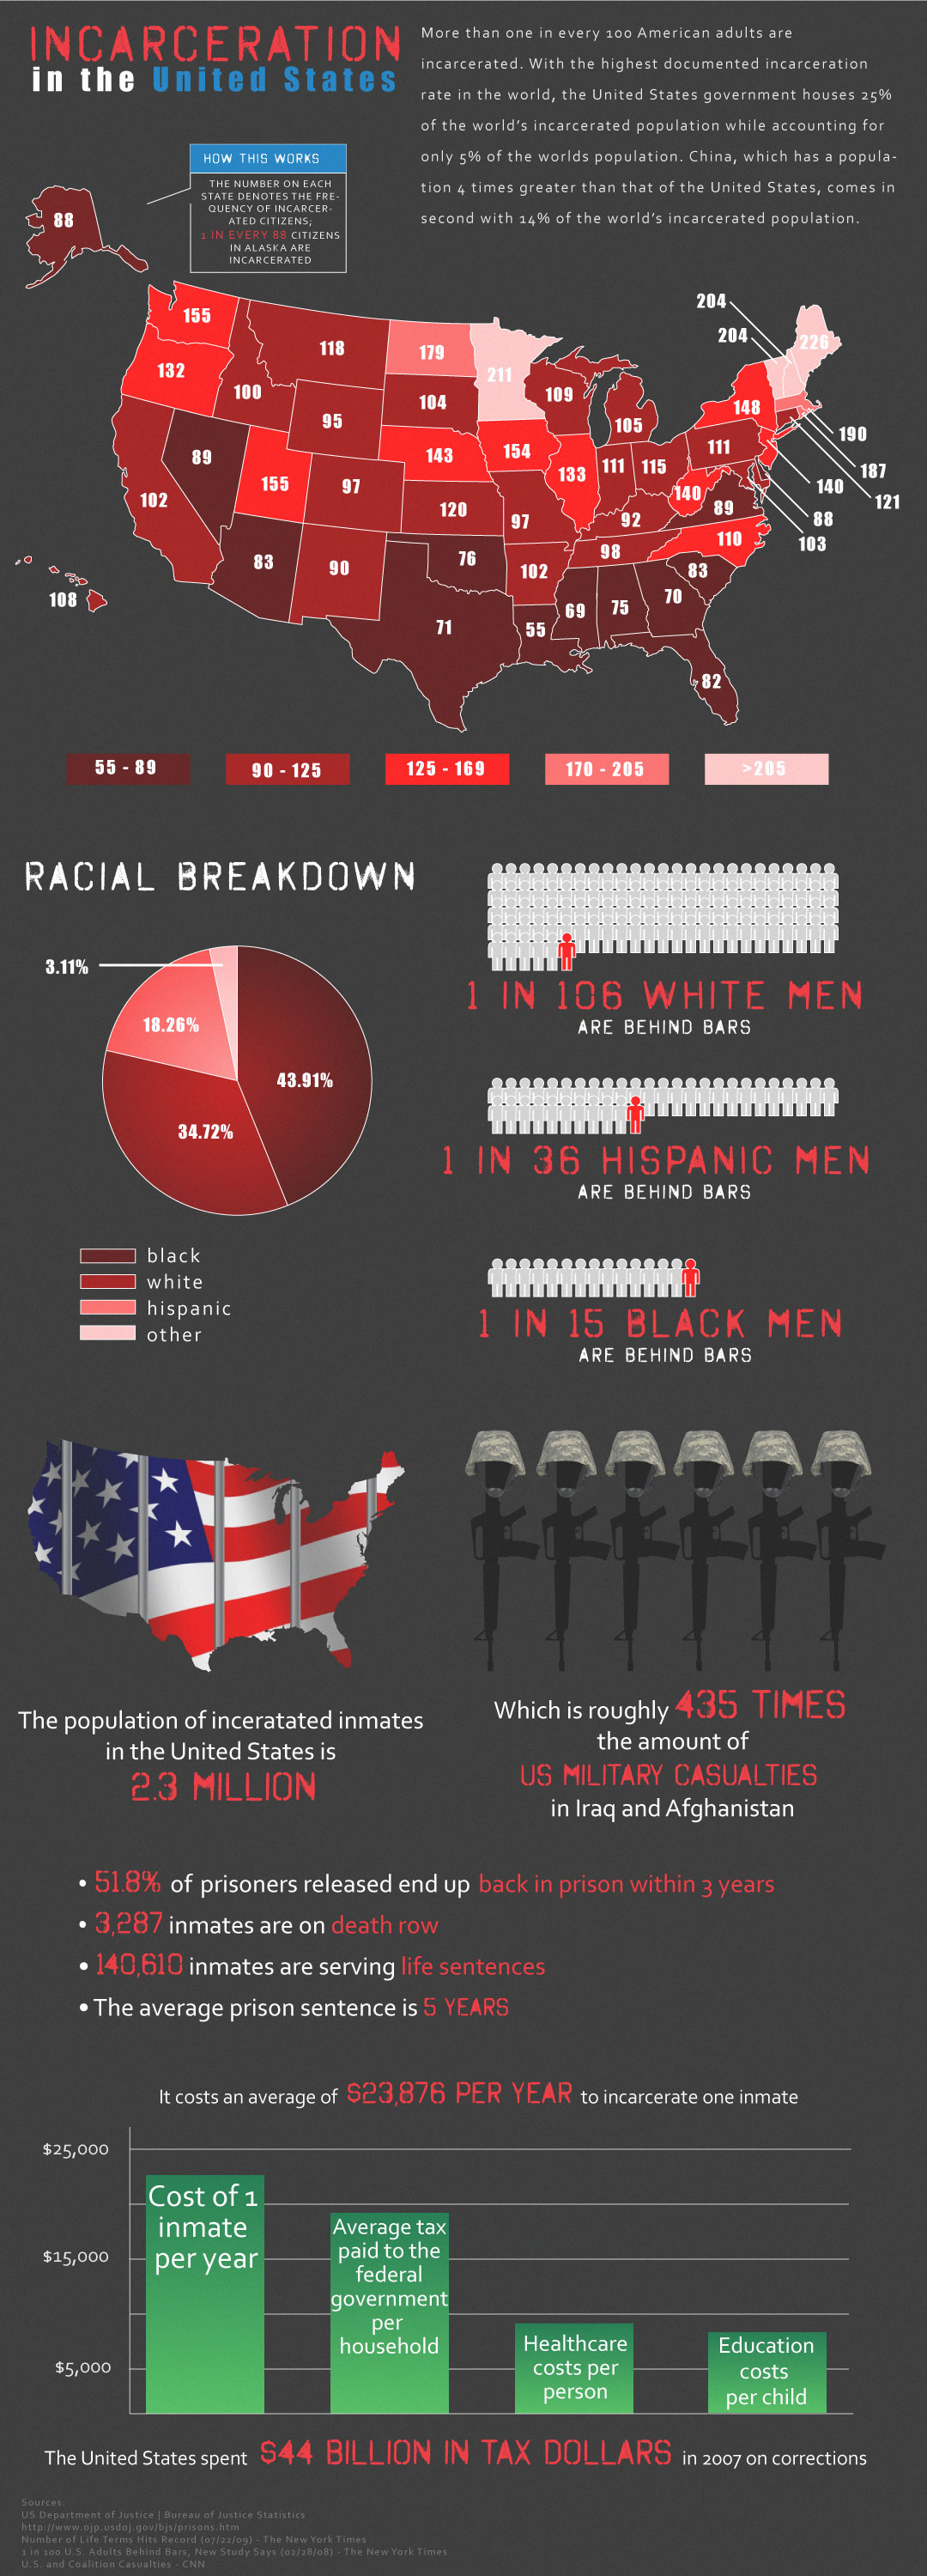 INCARCERATION
in the United States
More than one in every 100 American adults are
incarcerated. With the highest documented incarceration
rate in the world, the United States government houses 25%
of the world's incarcerated population while accounting for
only 5% of the worlds population. China, which has a popula-
tion 4 times greater than that of the United States, comes in
second with 14% of the world's incarcerated population.
HOW THIS WORKS
THE NUMBER ON EACH
STATE DENOTES THE FRE-
QUENCY OF INCARCER-
ATED CITIZENS;
1 IN EVERY 88 CITIZENS
IN ALASKA ARE
INCARCERATED
88
204
204
226
155
118
179
211
132
100
104
109
95
105
148
190
89
143
154
111
187
155
97
133
111
115
140
121
102
120
97
140
89
88
92
110
103
83
90
76
98
102
83
108
71
55
69
75
70
82
55 - 89
90 - 125
125 - 169
170 - 205
>205
RACIAL BREAKDOWN
3.11%
18.26%
43.91%
34.72%
black
white
hispanic
other
1 IN 106 WHITE MEN
ARE BEHIND BARS
1 IN 36 HISPANIC MEN
ARE BEHIND BARS
1 IN 15 BLACK MEN
ARE BEHIND BARS
The population of inceratated inmates
in the United States is
2.3 MILLION
Which is roughly 435 TIMES
the amount of
US MILITARY CASUALTIES
in Iraq and Afghanistan
• 51.8% of prisoners released end up back in prison within 3 years
• 3,287 inmates are on death row
• 140,610 inmates are serving life sentences
• The average prison sentence is 5 YEARS
It costs an average of $23,876 PER YEAR to incarcerate one inmate
$25,000
$15,000
$5,000
Cost of 1
inmate
per year
Average tax
paid to the
federal
government
per
household
Healthcare
costs per
person
Education
costs
per child
The United States spent $44 BILLION IN TAX DOLLARS in 2007 on corrections
Sources:
US Department of Justice | Bureau of Justice Statistics
http://www.ojp.usdoj.gov/bjs/prisons.htm
Number of Life Terms Hits Record (07/22/09) - The New York Times
1 in 100 U.S. Adults Behind Bars, New Study Says (02/28/08) - The New York Times
U.S. and Coalition Casualties - CNN